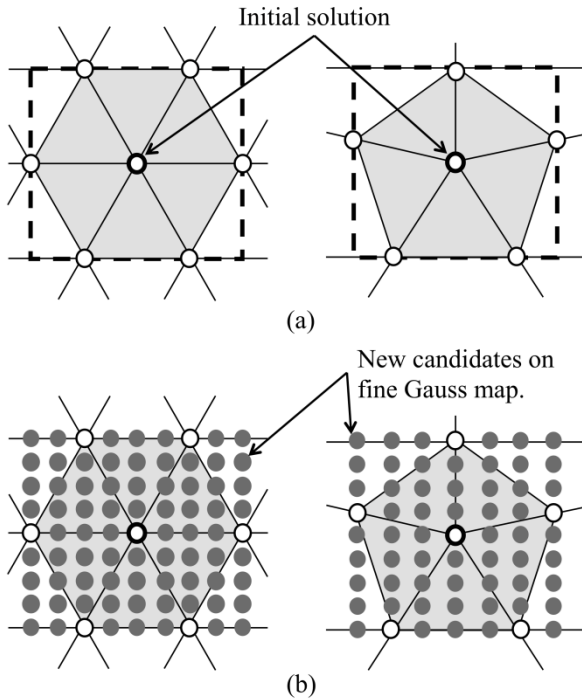 Initial solution
(a)
New candidates on
fine Gauss map.
(b)